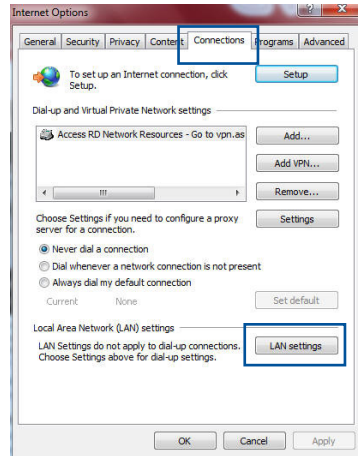 Internet Options
General Security Privacy Content Connections Programs Advanced
To set up an Internet connection, click
Setup.
Setup
Dial-up and Virtual Private Network settings
Access RD Network Resources - Go to vpn.as
Add...
Add VPN...
Remove...
Choose Settings if you need to configure a proxy
server for a connection.
Settings
Never dial a connection
Dial whenever a network connection is not present
Always dial my default connection
Current None
Set default
Local Area Network (LAN) settings
LAN Settings do not apply to dial-up connections.
Choose Settings above for dial-up settings.
LAN settings
OK Cancel Apply